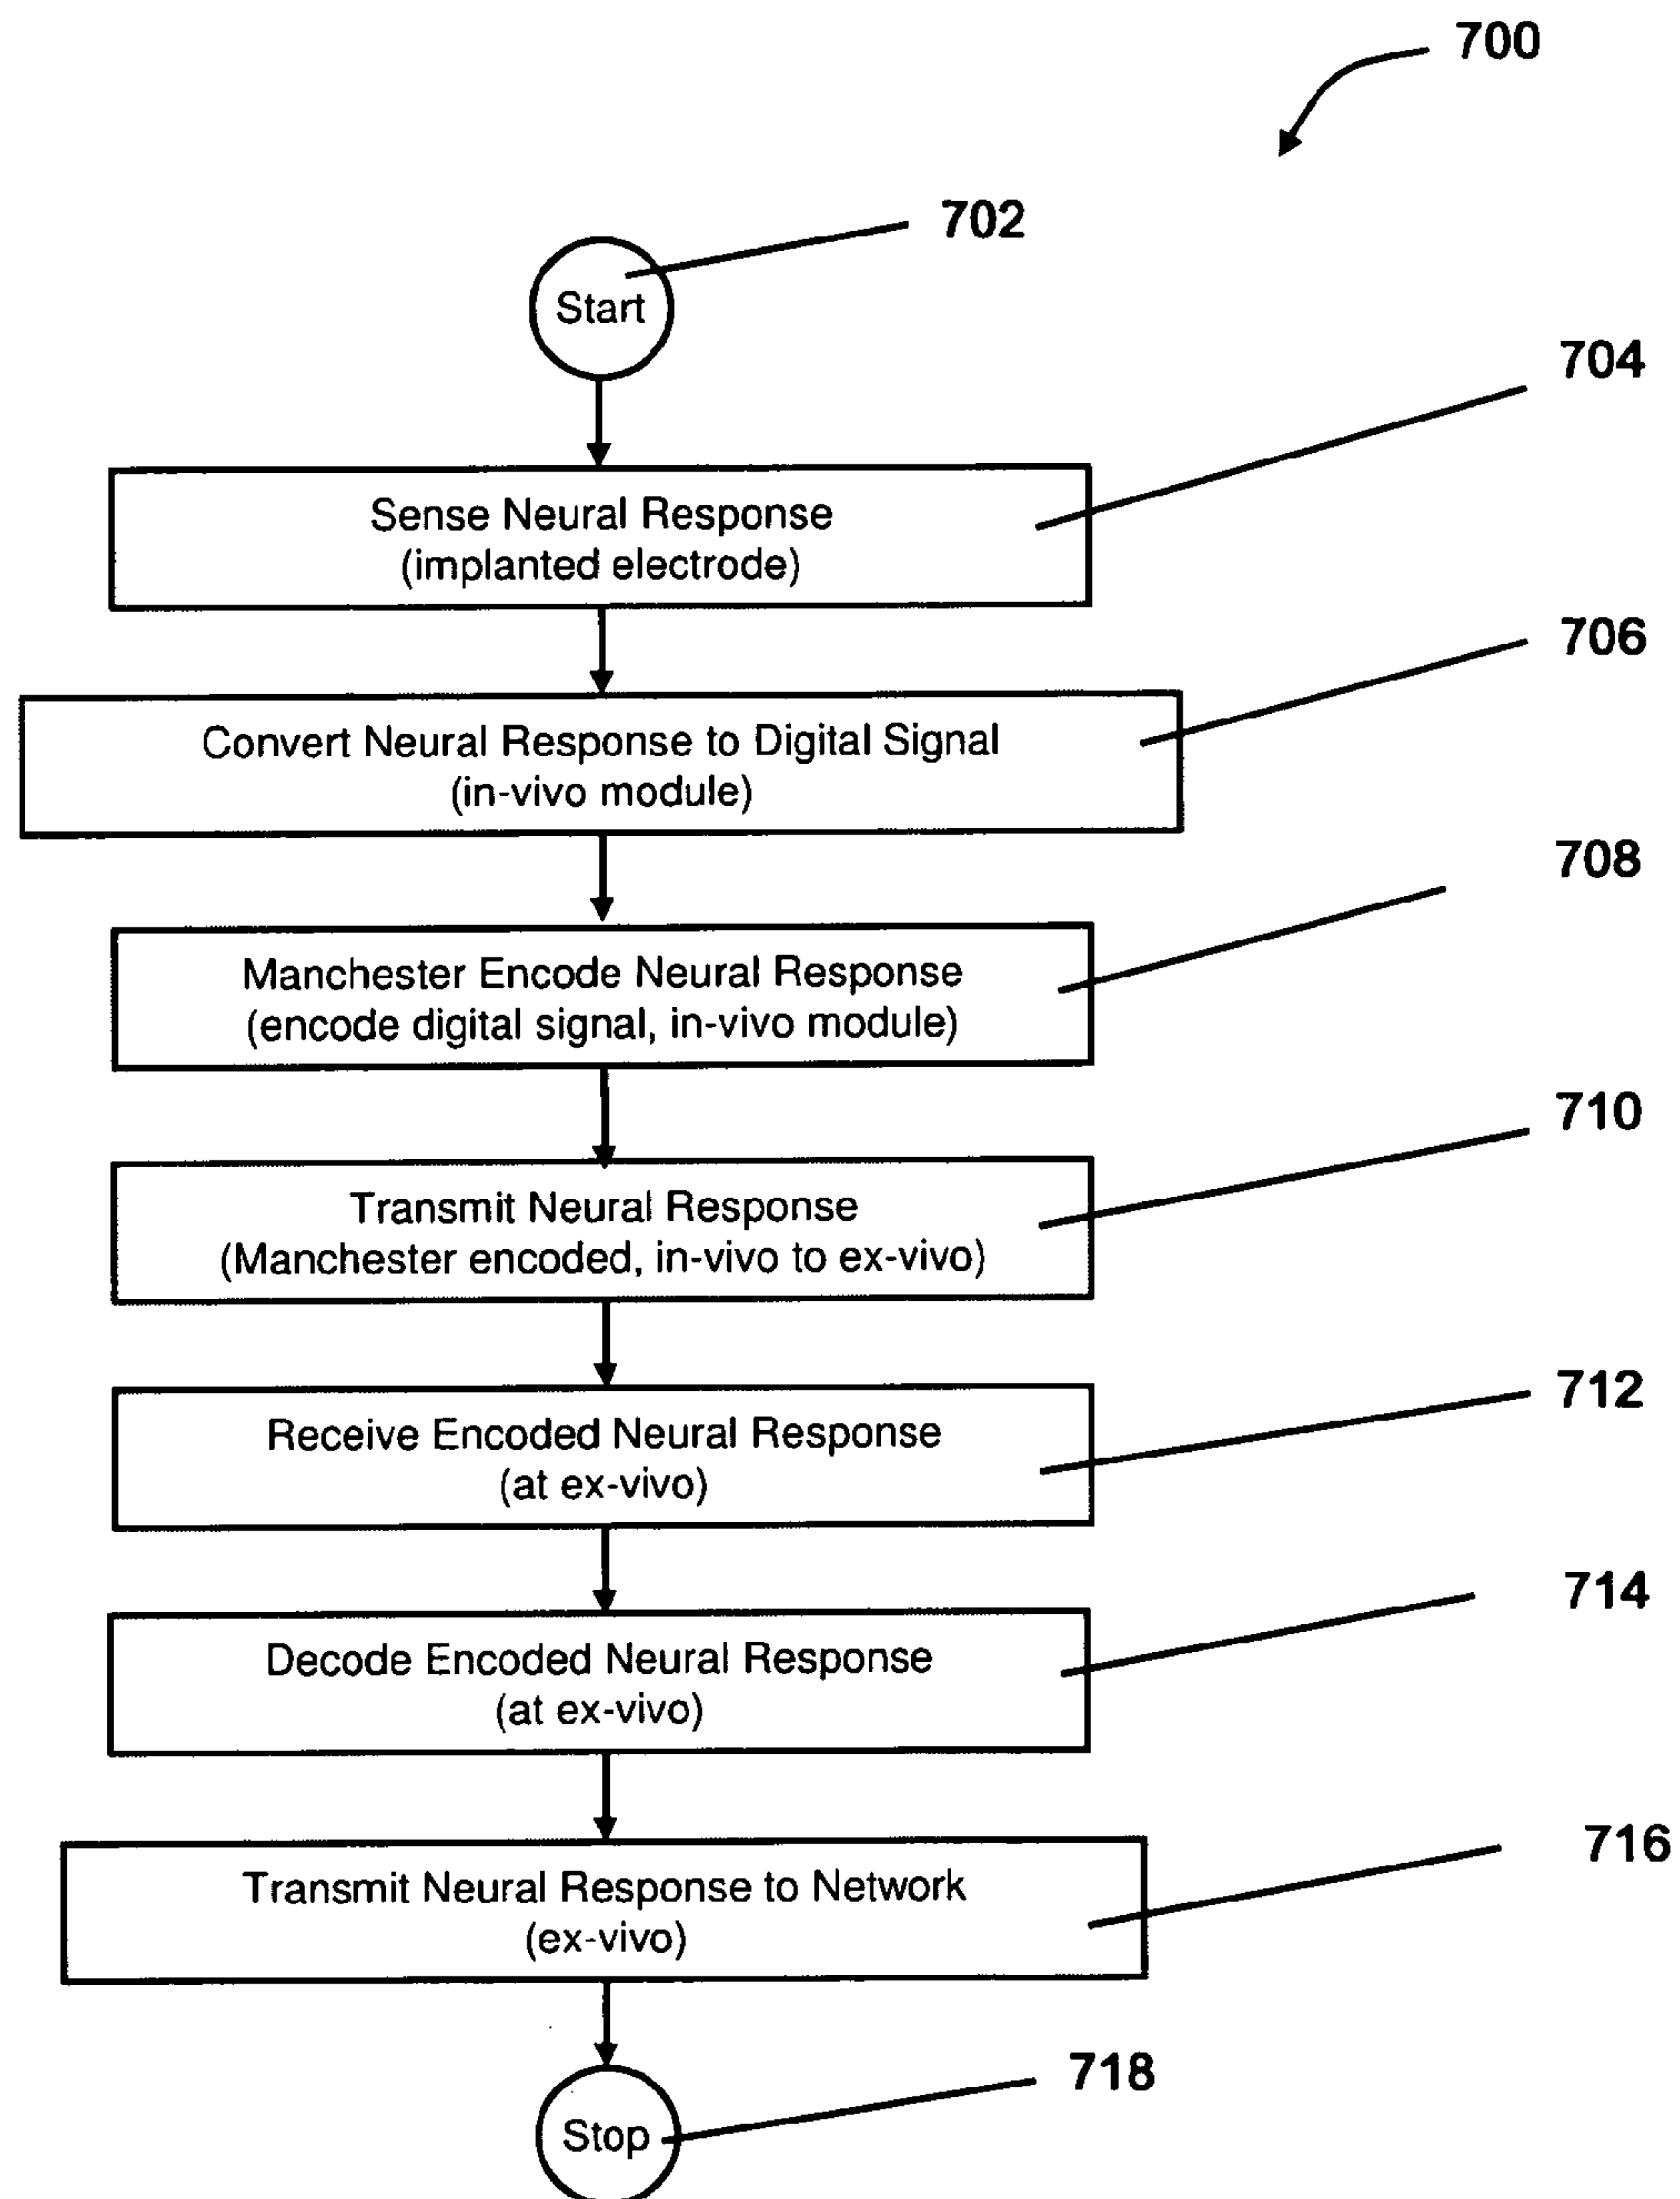 700
702
Start
704
Sense Neural Response
(implanted electrode)
706
Convert Neural Response to Digital Signal
(in-vivo module)
708
Manchester Encode Neural Response
(encode digital signal, in-vivo module)
710
Transmit Neural Response
(Manchester encoded, in-vivo to ex-vivo)
712
Receive Encoded Neural Response
(at ex-vivo)
714
Decode Encoded Neural Response
(at ex-vivo)
716
Transmit Neural Response to Network
(ex-vivo)
718
Stop